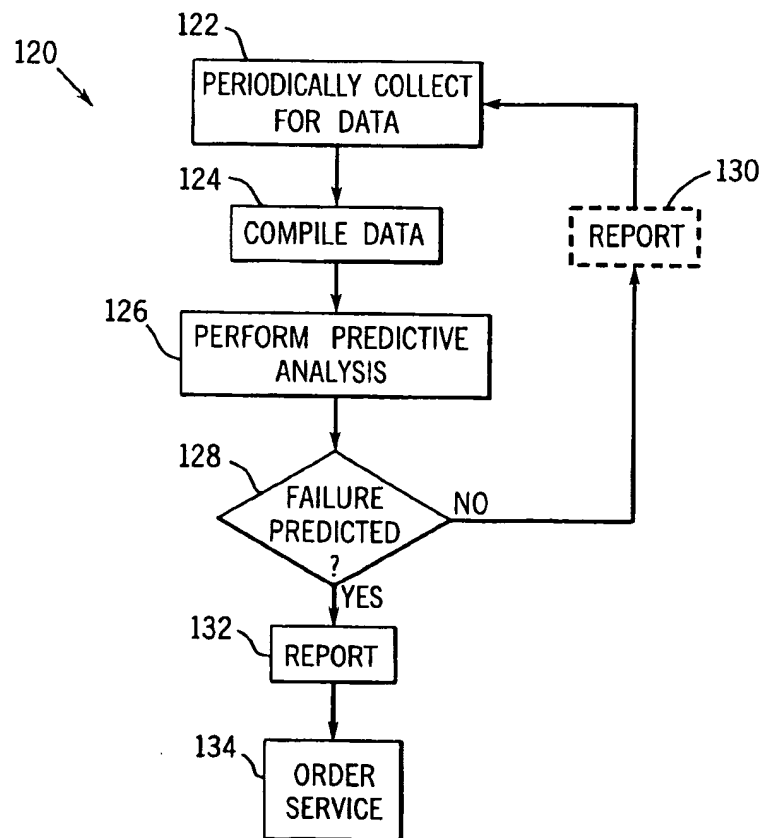 120
122
PERIODICALLY COLLECT
FOR DATA
124
COMPILE DATA
130
REPORT
126
PERFORM PREDICTIVE
ANALYSIS
128
FAILURE
PREDICTED
?
NO
YES
132
REPORT
134
ORDER
SERVICE